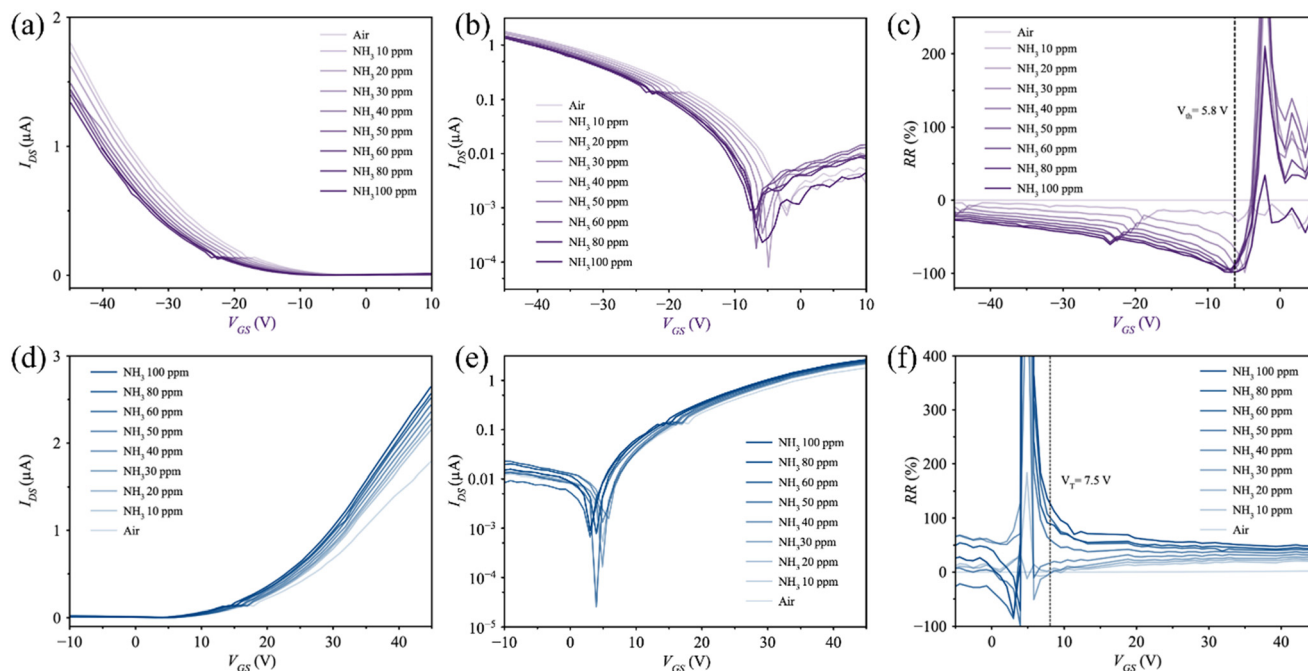 (a)
2
1
0
I_DS (μA)
Air
NH3 10 ppm
NH3 20 ppm
NH3 30 ppm
NH3 40 ppm
NH3 50 ppm
NH3 60 ppm
NH3 80 ppm
NH3100 ppm
−40 −30 −20 −10 0 10
V_GS (V)
(b)
1
0.1
0.01
10⁻³
10⁻⁴
I_DS (μA)
Air
NH3 10 ppm
NH3 20 ppm
NH3 30 ppm
NH3 40 ppm
NH3 50 ppm
NH3 60 ppm
NH3 80 ppm
NH3100 ppm
−40 −30 −20 −10 0 10
V_GS (V)
(c)
200
100
0
−100
RR (%)
Air
NH3 10 ppm
NH3 20 ppm
NH3 30 ppm
NH3 40 ppm
NH3 50 ppm
NH3 60 ppm
NH3 80 ppm
NH3 100 ppm
V_th= 5.8 V
−40 −30 −20 −10 0
V_GS (V)
(d)
3
2
1
0
I_DS (μA)
NH3 100 ppm
NH3 80 ppm
NH3 60 ppm
NH3 50 ppm
NH3 40 ppm
NH330 ppm
NH3 20 ppm
NH3 10 ppm
Air
−10 0 10 20 30 40
V_GS (V)
(e)
1
0.1
0.01
10⁻³
10⁻⁴
10⁻⁵
I_DS (μA)
NH3 100 ppm
NH3 80 ppm
NH3 60 ppm
NH3 50 ppm
NH3 40 ppm
NH330 ppm
NH3 20 ppm
NH3 10 ppm
Air
−10 0 10 20 30 40
V_GS (V)
(f)
400
300
200
100
0
−100
RR (%)
NH3 100 ppm
NH3 80 ppm
NH3 60 ppm
NH3 50 ppm
NH3 40 ppm
NH3 30 ppm
NH3 20 ppm
NH3 10 ppm
Air
V_T= 7.5 V
0 10 20 30 40
V_GS (V)